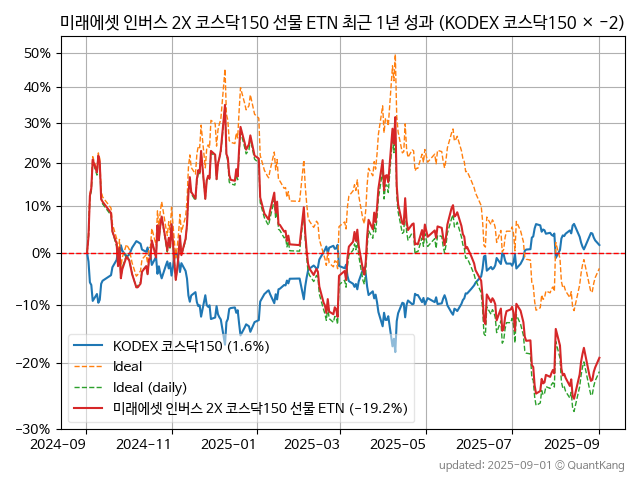 미래에셋 인버스 2X 코스닥150 선물 ETN 최근 1년 성과 (KODEX 코스닥150 × −2)
50%
40%
30%
20%
10%
0%
−10%
−20%
−30%
KODEX 코스닥150 (1.6%)
Ideal
Ideal (daily)
미래에셋 인버스 2X 코스닥150 선물 ETN (−19.2%)
2024-09 2024-11 2025-01 2025-03 2025-05 2025-07 2025-09
updated: 2025-09-01 © QuantKang